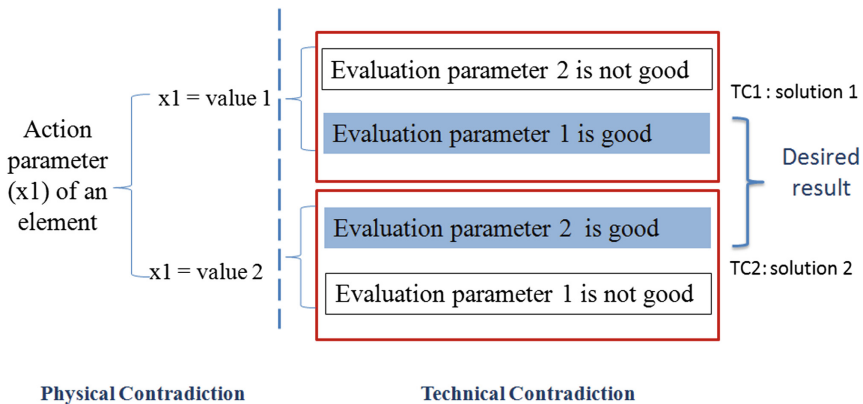 Action
parameter
(x1) of an
element
x1 = value 1
x1 = value 2
Evaluation parameter 2 is not good
Evaluation parameter 1 is good
Evaluation parameter 2 is good
Evaluation parameter 1 is not good
TC1 : solution 1
Desired
result
TC2: solution 2
Physical Contradiction
Technical Contradiction